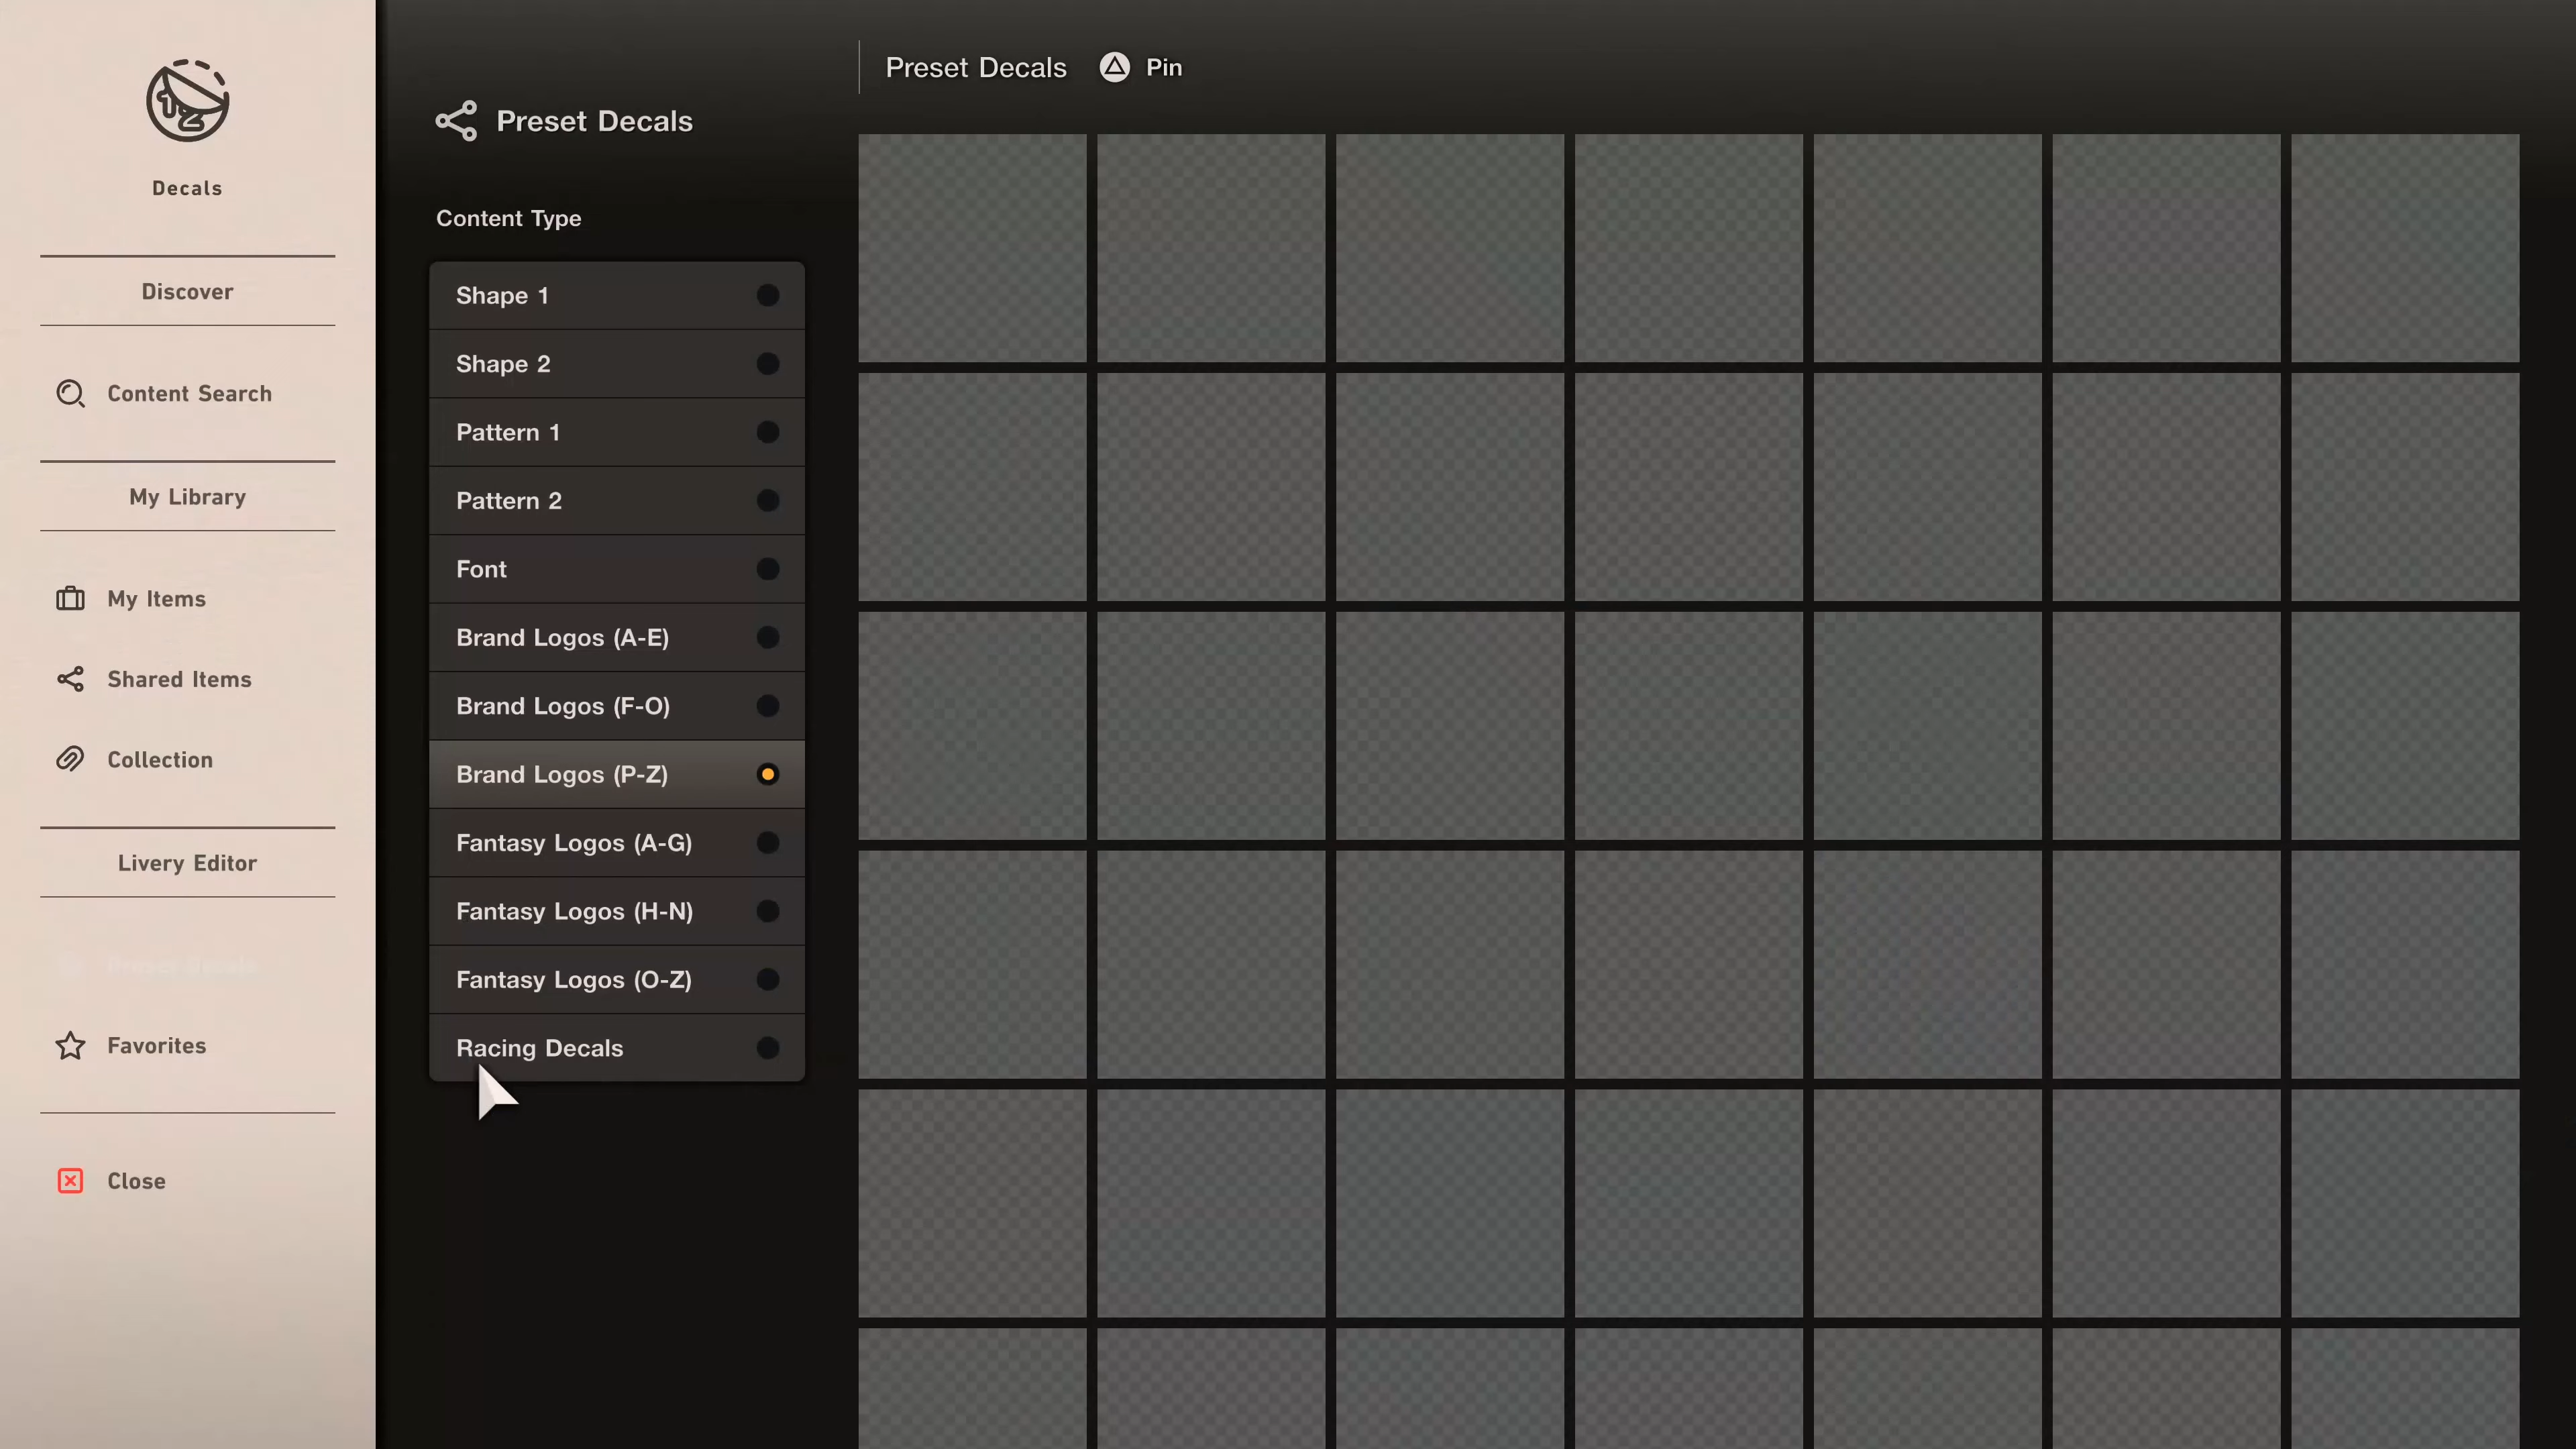 Decals
Discover
Content Search
My Library
My Items
Shared Items
Collection
Livery Editor
Favorites
Close
Preset Decals
Content Type
Shape 1
Shape 2
Pattern 1
Pattern 2
Font
Brand Logos (A-E)
Brand Logos (F-O)
Brand Logos (P-Z)
Fantasy Logos (A-G)
Fantasy Logos (H-N)
Fantasy Logos (O-Z)
Racing Decals
Preset Decals Pin